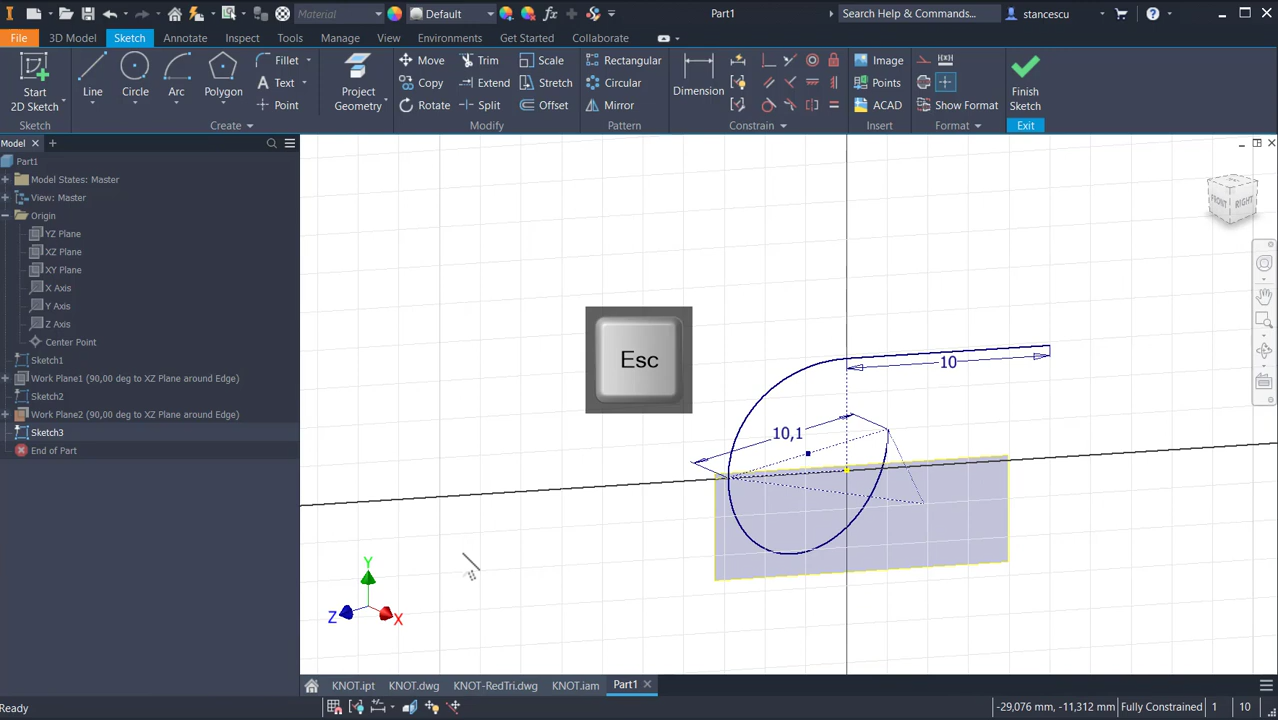 Material
Default
Part1
Search Help & Commands...
stancescu
File
3D Model
Sketch
Annotate
Inspect
Tools
Manage
View
Environments
Get Started
Collaborate
Start
2D Sketch
Line
Circle
Arc
Polygon
Fillet
Text
Point
Project
Geometry
Move
Trim
Scale
Copy
Extend
Stretch
Rotate
Split
Offset
Rectangular
Circular
Mirror
Dimension
Image
Points
ACAD
Show Format
Finish
Sketch
Sketch
Create
Modify
Pattern
Constrain
Insert
Format
Exit
Model
Part1
Model States: Master
View: Master
Origin
YZ Plane
XZ Plane
XY Plane
X Axis
Y Axis
Z Axis
Center Point
Sketch1
Work Plane1 (90,00 deg to XZ Plane around Edge)
Sketch2
Work Plane2 (90,00 deg to XZ Plane around Edge)
Sketch3
End of Part
FRONT
RIGHT
Esc
10
10,1
Y
Z
X
KNOT.ipt
KNOT.dwg
KNOT-RedTri.dwg
KNOT.iam
Part1
Ready
-29,076 mm, -11,312 mm
Fully Constrained
1
10